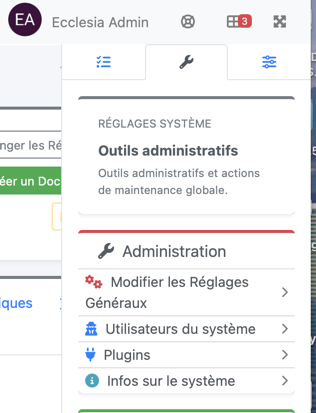 EA Ecclesia Admin 3
RÉGLAGES SYSTÈME
Outils administratifs
Outils administratifs et actions
de maintenance globale.
nger les Ré
éer un Doc
Administration
Modifier les Réglages
Généraux
iques
Utilisateurs du système
Plugins
Infos sur le système